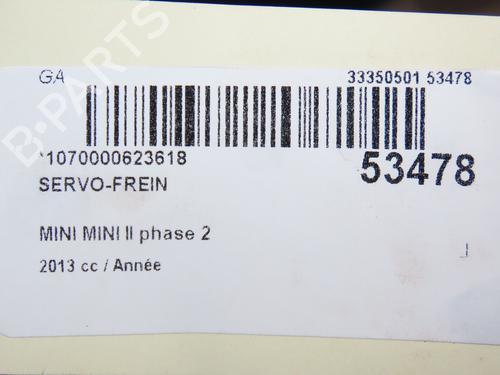 B-PARTS
GA 33350501 53478
'1070000623618
53478
SERVO-FREIN
MINI MINI II phase 2
2013 cc / Année